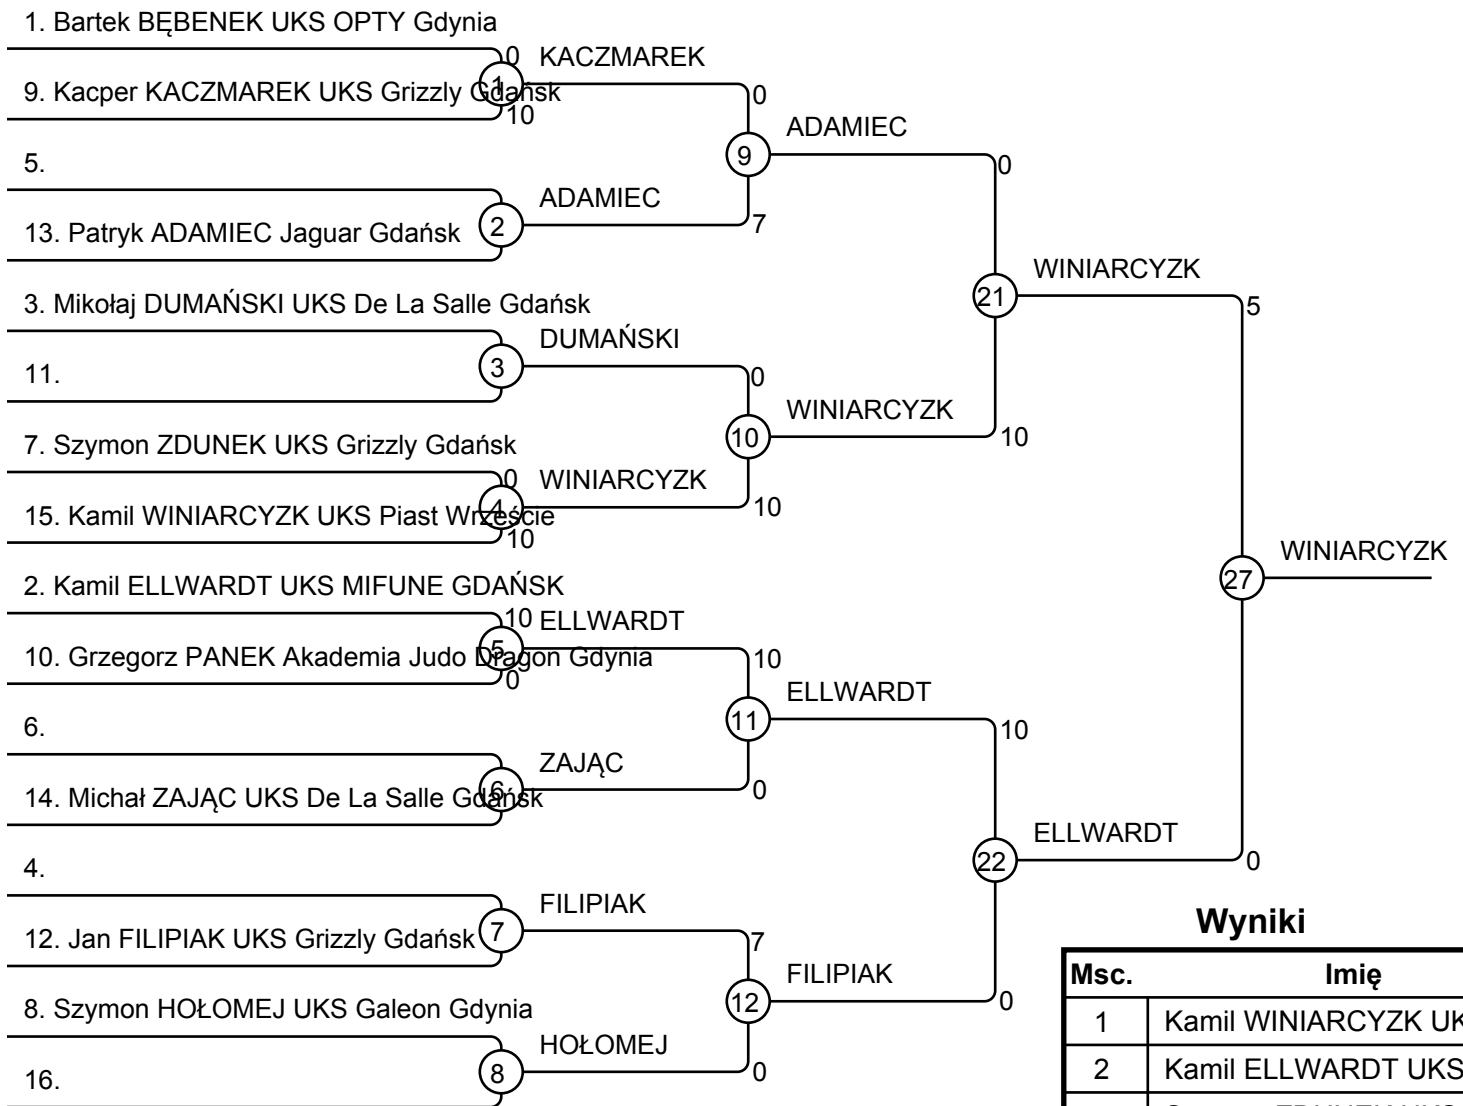 1. Bartek BĘBENEK UKS OPTY Gdynia
0 KACZMAREK
1
9. Kacper KACZMAREK UKS Grizzly Gdańsk
10
0
ADAMIEC
9
0
5.
ADAMIEC
2
7
13. Patryk ADAMIEC Jaguar Gdańsk
WINIARCYZK
21
5
3. Mikołaj DUMAŃSKI UKS De La Salle Gdańsk
DUMAŃSKI
3
0
11.
WINIARCYZK
10
10
7. Szymon ZDUNEK UKS Grizzly Gdańsk
0 WINIARCYZK
4
10
15. Kamil WINIARCYZK UKS Piast Wrzeście
10
WINIARCYZK
27
2. Kamil ELLWARDT UKS MIFUNE GDAŃSK
10 ELLWARDT
5
10
10. Grzegorz PANEK Akademia Judo Dragon Gdynia
0
ELLWARDT
11
10
6.
ZAJĄC
6
0
14. Michał ZAJĄC UKS De La Salle Gdańsk
ELLWARDT
22
0
4.
FILIPIAK
7
7
12. Jan FILIPIAK UKS Grizzly Gdańsk
FILIPIAK
12
0
8. Szymon HOŁOMEJ UKS Galeon Gdynia
HOŁOMEJ
8
0
16.
Wyniki
Msc. Imię
1 Kamil WINIARCYZK UK
2 Kamil ELLWARDT UKS